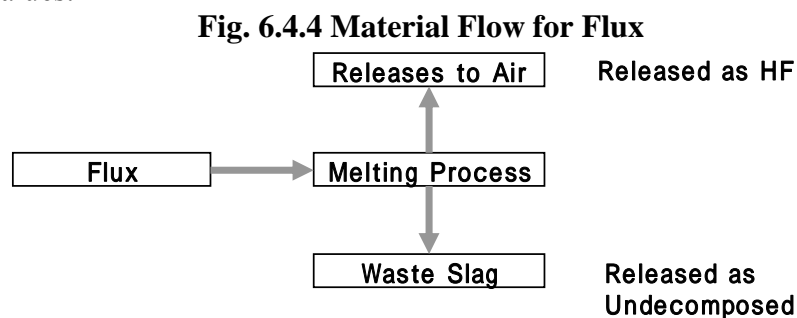 Fig. 6.4.4 Material Flow for Flux
Releases to Air
Released as HF
Flux
Melting Process
Waste Slag
Released as
Undecomposed